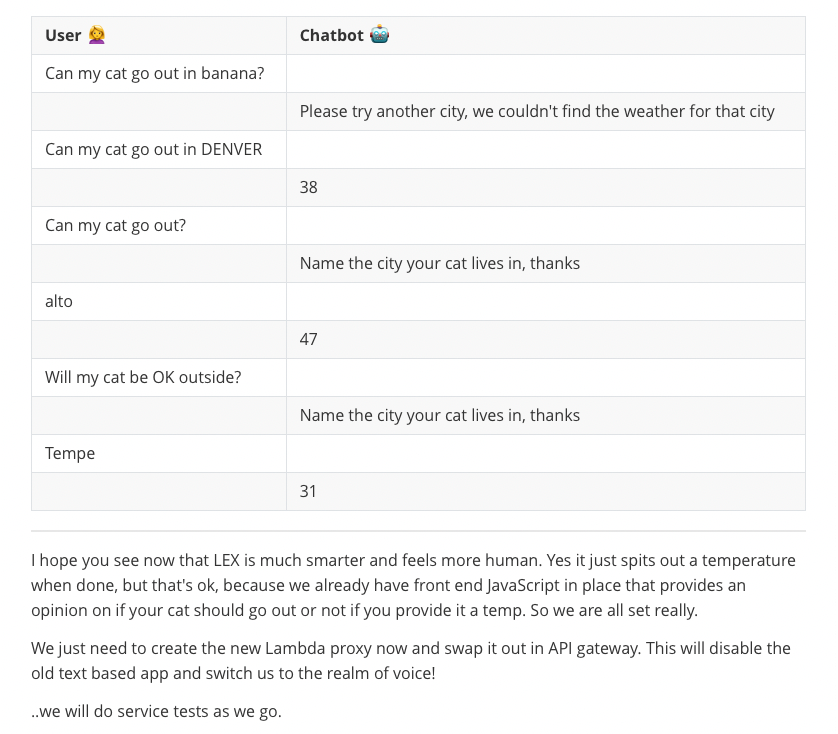 User 🙍‍♀️ Chatbot 🤖
Can my cat go out in banana?
Please try another city, we couldn't find the weather for that city
Can my cat go out in DENVER
38
Can my cat go out?
Name the city your cat lives in, thanks
alto
47
Will my cat be OK outside?
Name the city your cat lives in, thanks
Tempe
31
I hope you see now that LEX is much smarter and feels more human. Yes it just spits out a temperature
when done, but that's ok, because we already have front end JavaScript in place that provides an
opinion on if your cat should go out or not if you provide it a temp. So we are all set really.
We just need to create the new Lambda proxy now and swap it out in API gateway. This will disable the
old text based app and switch us to the realm of voice!
..we will do service tests as we go.